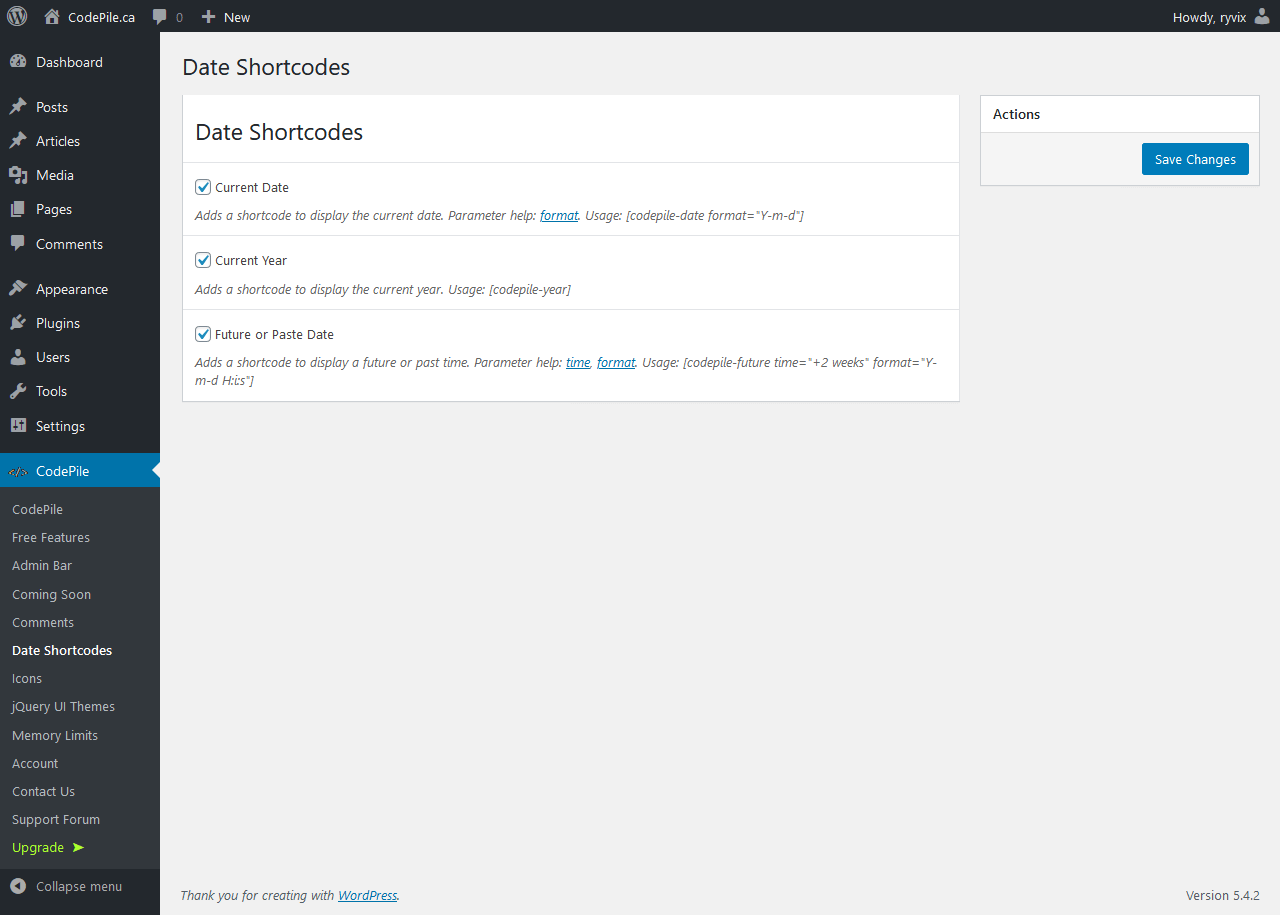 CodePile.ca 0 New Howdy, ryvix
Dashboard
Posts
Articles
Media
Pages
Comments
Appearance
Plugins
Users
Tools
Settings
</> CodePile
CodePile
Free Features
Admin Bar
Coming Soon
Comments
Date Shortcodes
Icons
jQuery UI Themes
Memory Limits
Account
Contact Us
Support Forum
Upgrade ➤
Collapse menu
Date Shortcodes
Date Shortcodes
Current Date
Adds a shortcode to display the current date. Parameter help: format. Usage: [codepile-date format="Y-m-d"]
Current Year
Adds a shortcode to display the current year. Usage: [codepile-year]
Future or Paste Date
Adds a shortcode to display a future or past time. Parameter help: time, format. Usage: [codepile-future time="+2 weeks" format="Y-
m-d H:i:s"]
Actions
Save Changes
Thank you for creating with WordPress.
Version 5.4.2